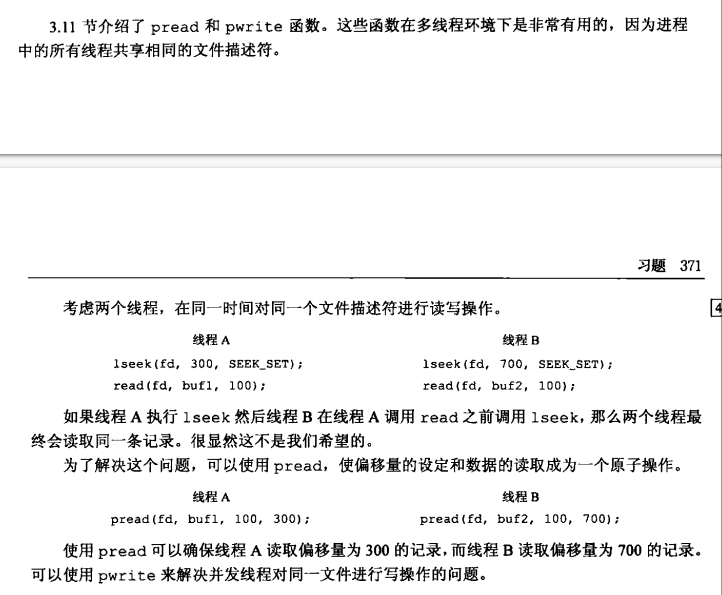 3.11 节介绍了 pread 和 pwrite 函数。这些函数在多线程环境下是非常有用的，因为进程
中的所有线程共享相同的文件描述符。
习题 371
考虑两个线程，在同一时间对同一个文件描述符进行读写操作。
4
线程 A 线程 B
lseek(fd, 300, SEEK_SET); lseek(fd, 700, SEEK_SET);
read(fd, buf1, 100); read(fd, buf2, 100);
如果线程 A 执行 lseek 然后线程 B 在线程 A 调用 read 之前调用 lseek，那么两个线程最
终会读取同一条记录。很显然这不是我们希望的。
为了解决这个问题，可以使用 pread，使偏移量的设定和数据的读取成为一个原子操作。
线程 A 线程 B
pread(fd, buf1, 100, 300); pread(fd, buf2, 100, 700);
使用 pread 可以确保线程 A 读取偏移量为 300 的记录，而线程 B 读取偏移量为 700 的记录。
可以使用 pwrite 来解决并发线程对同一文件进行写操作的问题。